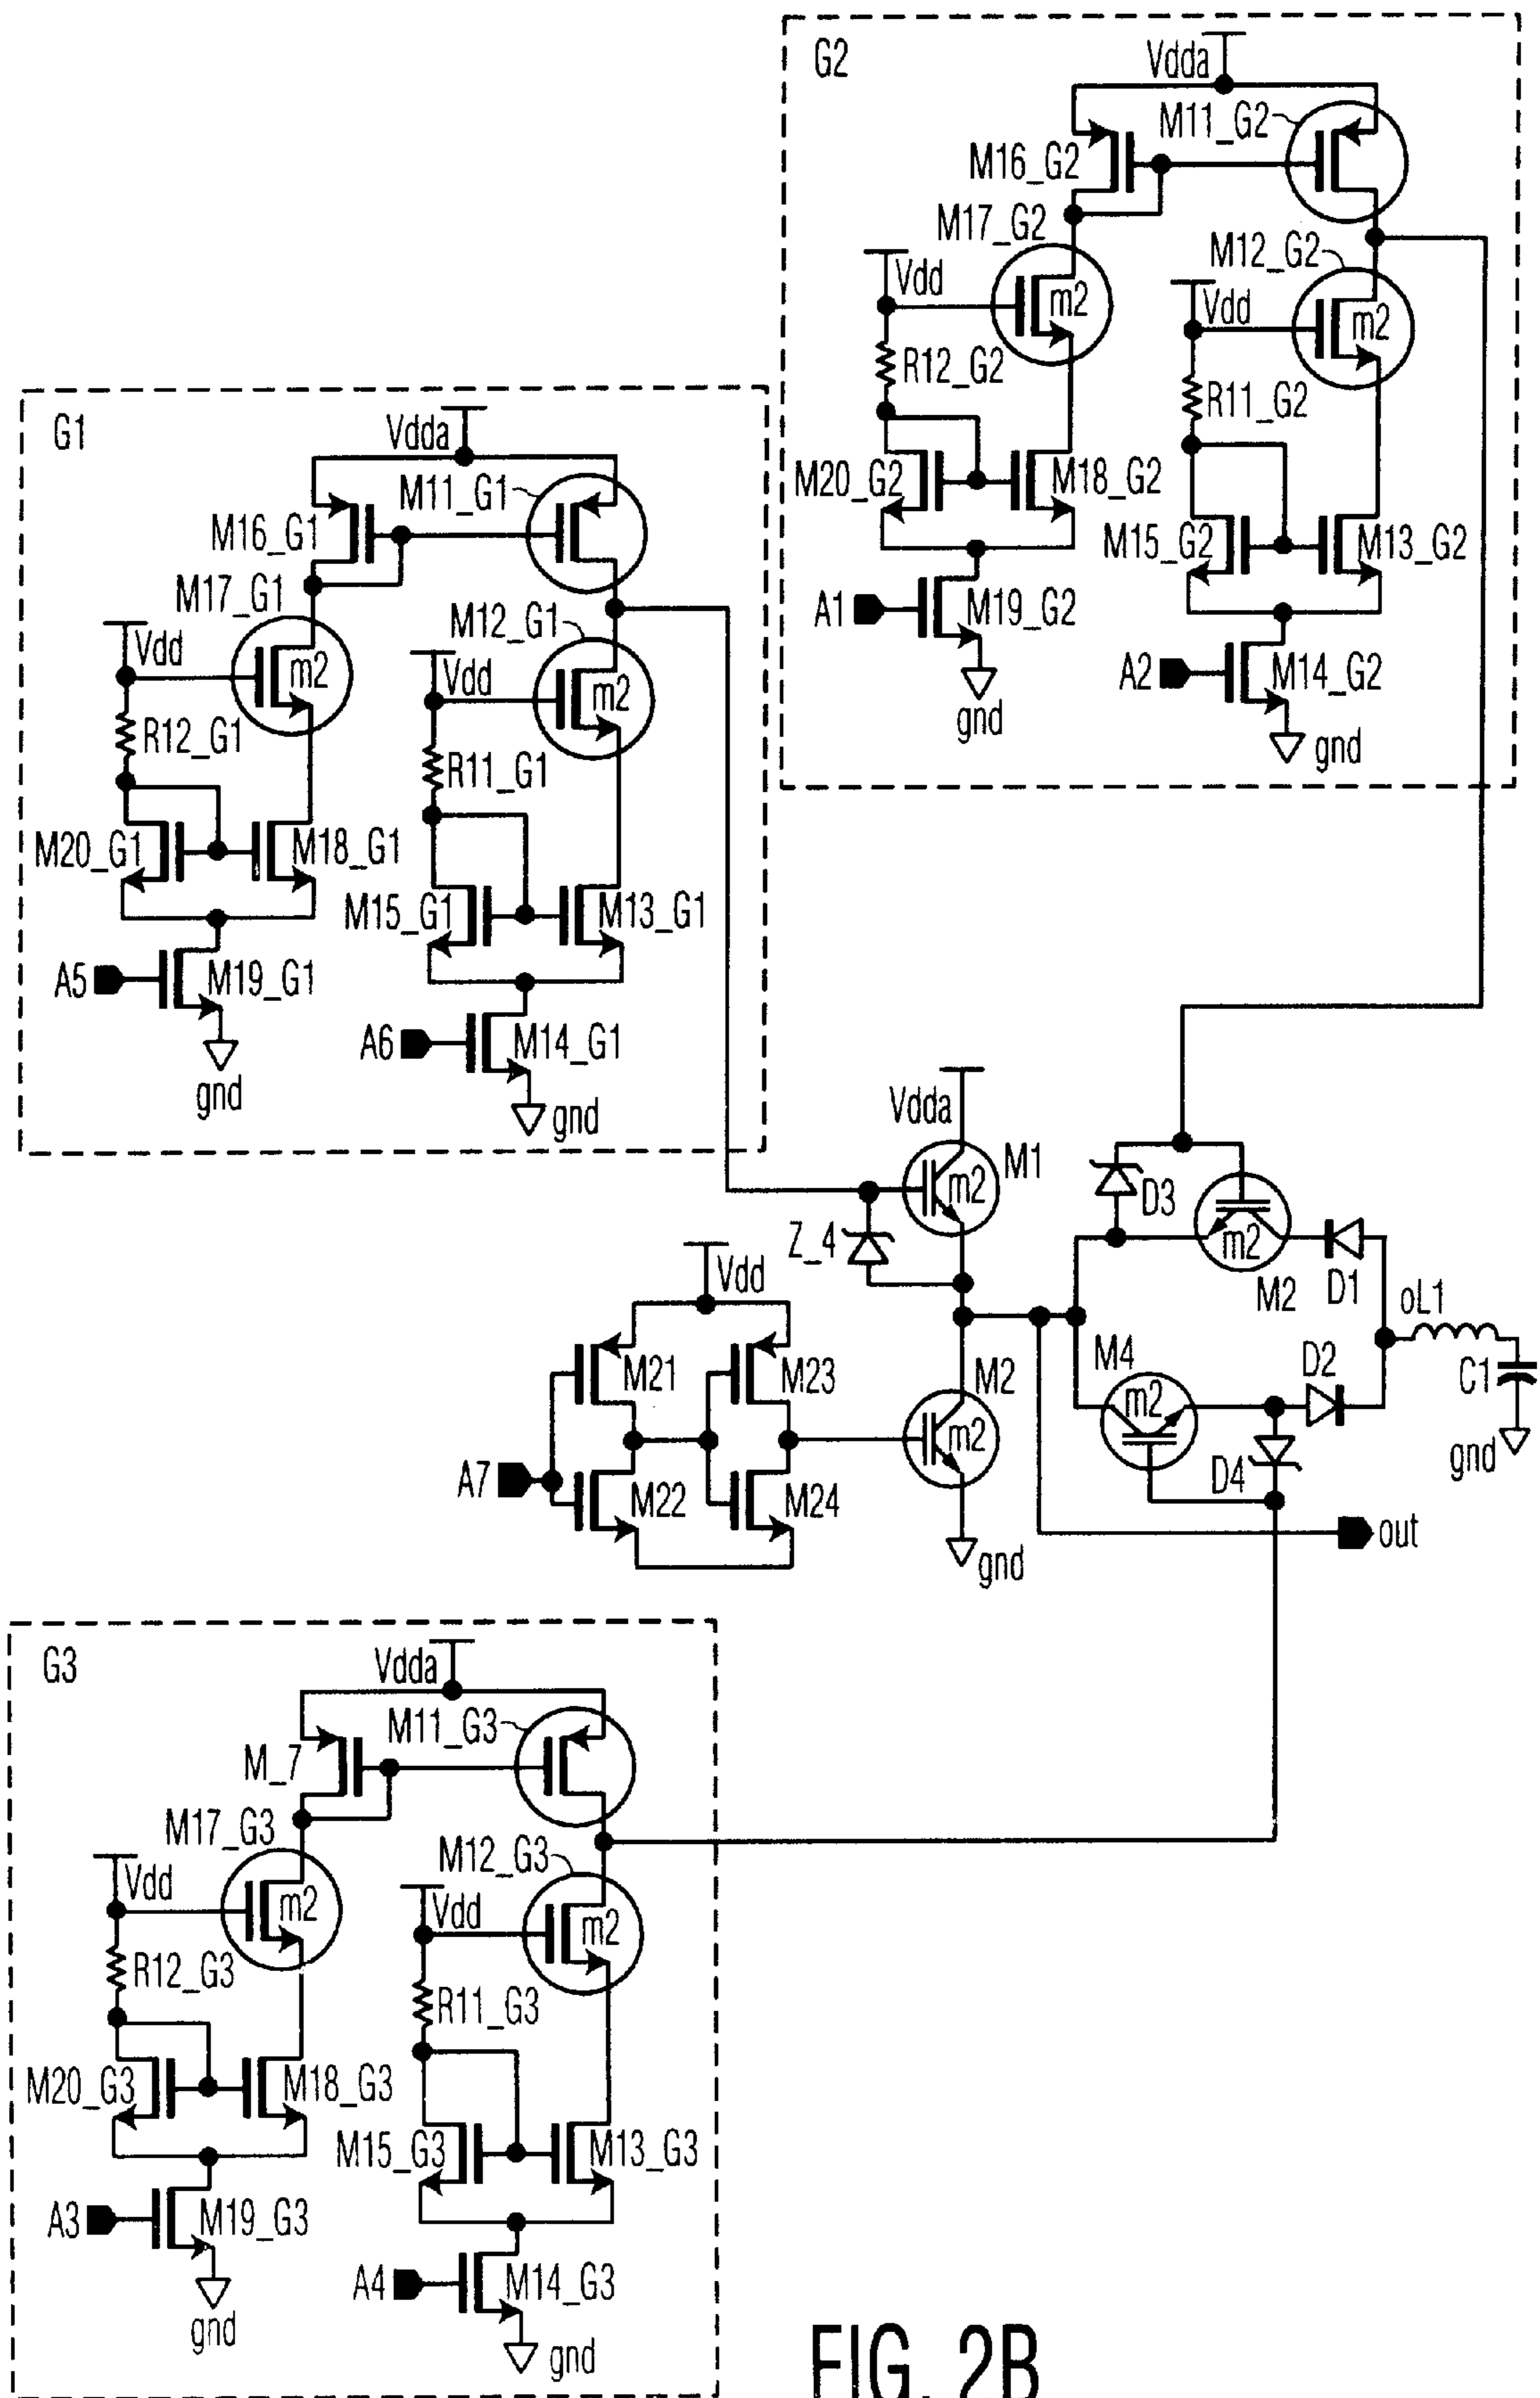 G2
Vdda
M11_G2
M16_G2
M17_G2
M12_G2
Vdd
m2
Vdd
m2
R12_G2
R11_G2
M20_G2
M18_G2
M15_G2
M13_G2
A1
M19_G2
A2
M14_G2
gnd
gnd
G1
Vdda
M11_G1
M16_G1
M17_G1
M12_G1
Vdd
m2
Vdd
m2
R12_G1
R11_G1
M20_G1
M18_G1
M15_G1
M13_G1
A5
M19_G1
A6
M14_G1
gnd
gnd
Vdda
M1
m2
Z_4
D3
m2
M2
D1
Vdd
oL1
M21
M23
M2
M4
D2
C1
m2
m2
A7
M22
M24
D4
gnd
gnd
out
G3
Vdda
M11_G3
M_7
M17_G3
M12_G3
Vdd
m2
Vdd
m2
R12_G3
R11_G3
M20_G3
M18_G3
M15_G3
M13_G3
A3
M19_G3
A4
M14_G3
gnd
gnd
FIG. 2B